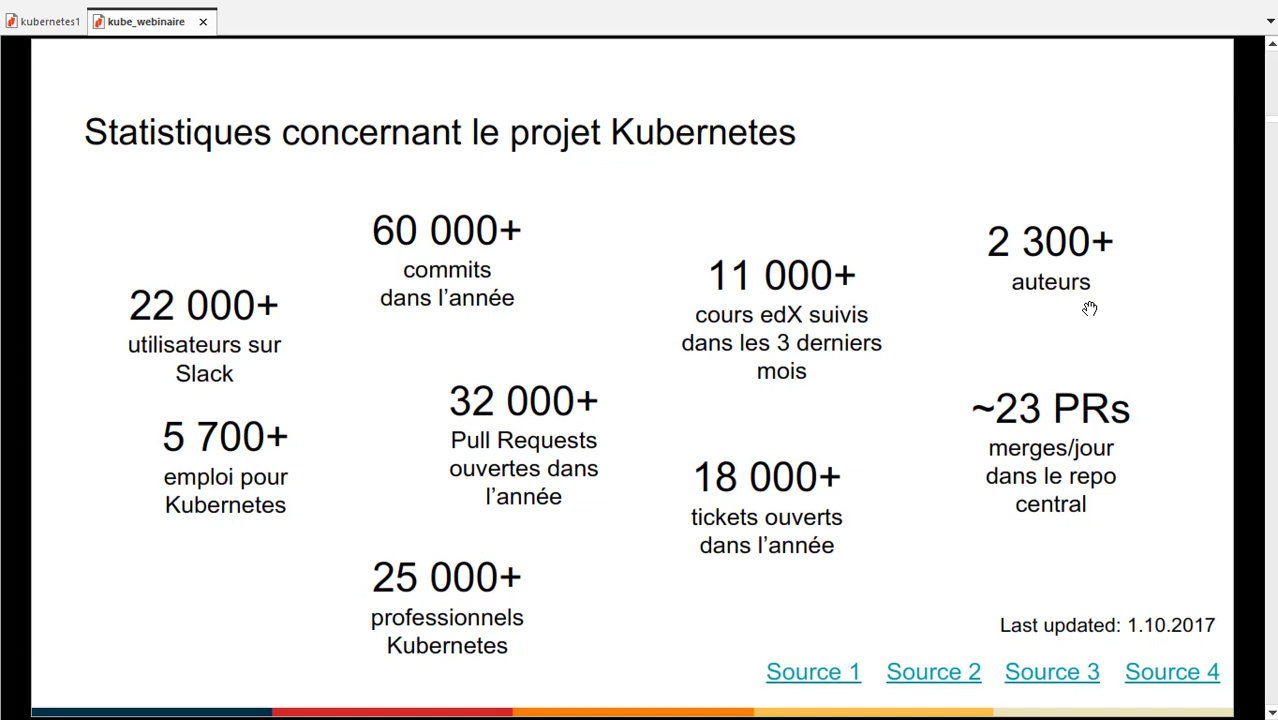 kubernetes1
kube_webinaire
Statistiques concernant le projet Kubernetes
60 000+
commits
dans l’année
2 300+
auteurs
11 000+
cours edX suivis
dans les 3 derniers
mois
22 000+
utilisateurs sur
Slack
32 000+
Pull Requests
ouvertes dans
l’année
~23 PRs
merges/jour
dans le repo
central
5 700+
emploi pour
Kubernetes
18 000+
tickets ouverts
dans l’année
25 000+
professionnels
Kubernetes
Last updated: 1.10.2017
Source 1 Source 2 Source 3 Source 4